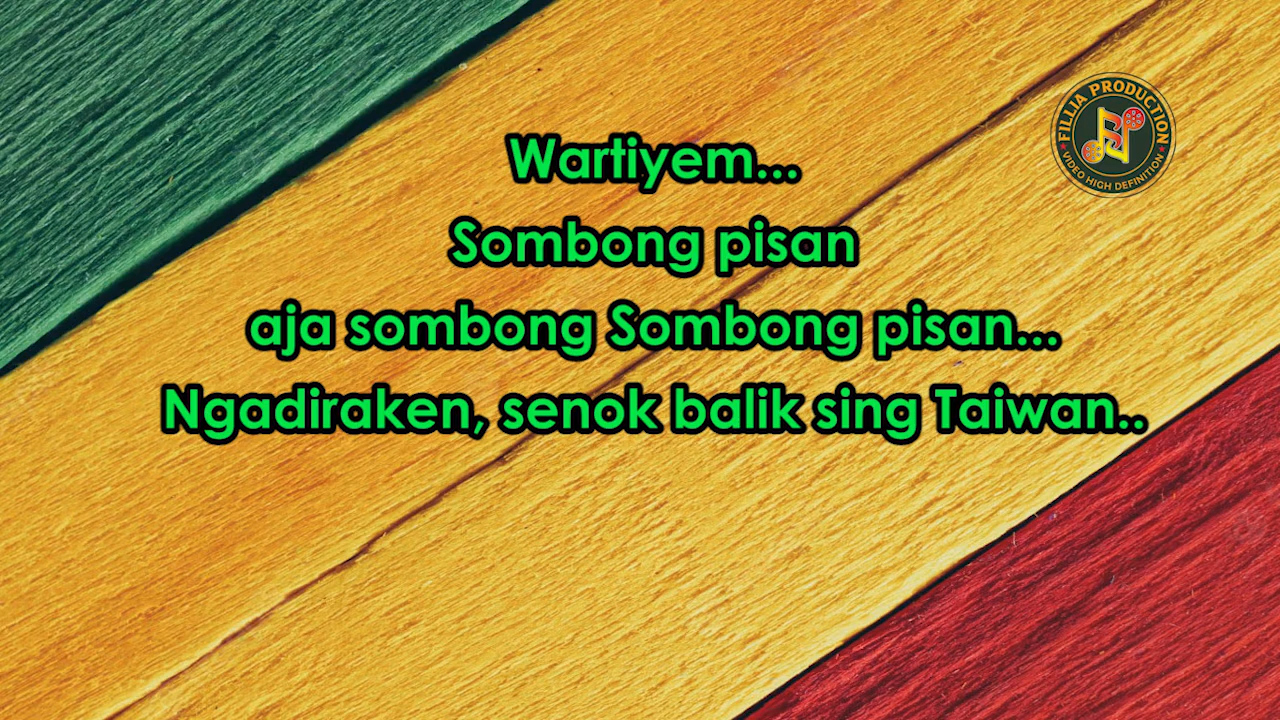 Wartiyem...
Sombong pisan
aja sombong Sombong pisan...
Ngadiraken, senok balik sing Taiwan..
FILLIA PRODUCTION
VIDEO HIGH DEFINITION